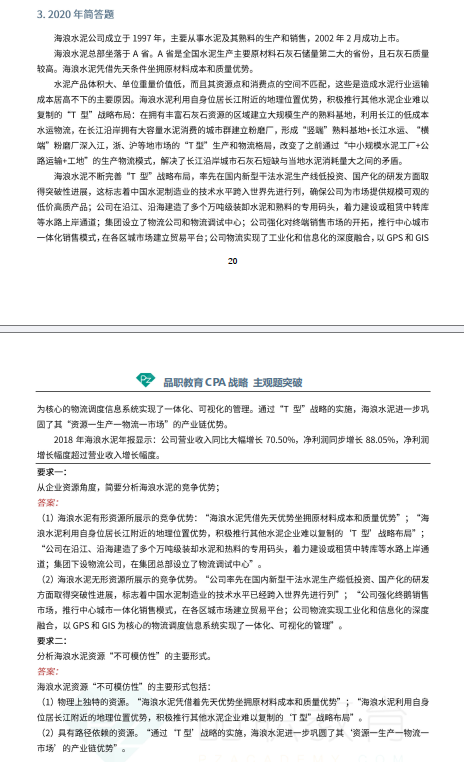 3. 2020 年简答题
海浪水泥公司成立于 1997 年，主要从事水泥及其熟料的生产和销售，2002 年 2 月成功上市。
海浪水泥总部坐落于 A 省。A 省是全国水泥生产主要原材料石灰石储量第二大的省份，且石灰石质量
较高。海浪水泥凭借先天条件坐拥原材料成本和质量优势。
水泥产品体积大、单位重量价值低，而且其资源点和消费点的空间不匹配，这些是造成水泥行业运输
成本居高不下的主要原因。海浪水泥利用自身位居长江附近的地理位置优势，积极推行其他水泥企业难以
复制的“T 型”战略布局：在拥有丰富石灰石资源的区域建立大规模生产的熟料基地，利用长江的低成本
水运物流，在长江沿岸拥有大容量水泥消费的城市群建立粉磨厂，形成“竖端”熟料基地+长江水运、“横
端”粉磨厂深入江，浙、沪等地市场的“T 型”生产和物流格局，改变了之前通过“中小规模水泥工厂+公
路运输+工地”的生产物流模式，解决了长江沿岸城市石灰石短缺与当地水泥消耗量大之间的矛盾。
海浪水泥不断完善“T 型”战略布局，率先在国内新型干法水泥生产线低投资、国产化的研发方面取
得突破性进展，这标志着中国水泥制造业的技术水平跨入世界先进行列，确保公司为市场提供规模可观的
低价高质产品；公司在沿江、沿海建造了多个万吨级装卸水泥和熟料的专用码头，着力建设或租赁中转库
等水路上岸通道；集团设立了物流公司和物流调试中心；公司强对终端销售市场的开拓，推行中心城市
一体化销售模式，在各区城市场建立贸易平台；公司物流实现了工业化和信息化的深度融合，以 GPS 和 GIS
20
品职教育 CPA 战略 主观题突破
为核心的物流调度信息系统实现了一体化、可视化的管理。通过“T 型”战略的实施，海浪水泥进一步巩
固了其“资源一生产一物流一市场”的产业链优势。
2018 年海浪水泥年报显示：公司营业收入同比大幅增长 70.50%，净利润同步增长 88.05%，净利润
增长幅度超过营业收入增长幅度。
要求一：
从企业资源角度，简要分析海浪水泥的竞争优势；
答案：
（1）海浪水泥有形资源所展示的竞争优势：“海浪水泥凭借先天优势坐拥原材料成本和质量优势”；“海
浪水泥利用自身位居长江附近的地理位置优势，积极推行其他水泥企业难以复制的‘T 型’战略布局”；
“公司在沿江、沿海建造了多个万吨级装卸水泥和熟料的专用码头，着力建设或租赁中转库等水路上岸通
道；集团下设物流公司，在集团总部设立了物流调试中心”。
（2）海浪水泥无形资源所展示的竞争优势。“公司率先在国内新型干法水泥生产缆低投资、国产化的研发
方面取得突破性进展，标志着中国水泥制造业的技术水平已经跨入世界先进行列”；“公司强化终腾销售
市场，推行中心城市一体化销售模式，在各区城市场建立贸易平台；公司物流实现工业化和信息化的深度
融合，以 GPS 和 GIS 为核心的物流调度信息系统实现了一体化、可视化的管理”。
要求二：
分析海浪水泥资源“不可模仿性”的主要形式。
答案：
海浪水泥资源“不可模仿性”的主要形式包括：
（1）物理上独特的资源。“海浪水泥凭借着先天优势坐拥原材料成本和质量优势”；“海浪水泥利用自身
位居长江附近的地理位置优势，积极推行其他水泥企业难以复制的‘T 型’战略布局”。
（2）具有路径依赖的资源。“通过‘T 型’战略的实施，海浪水泥进一步巩固了其‘资源一生产一物流一
市场’的产业链优势”。